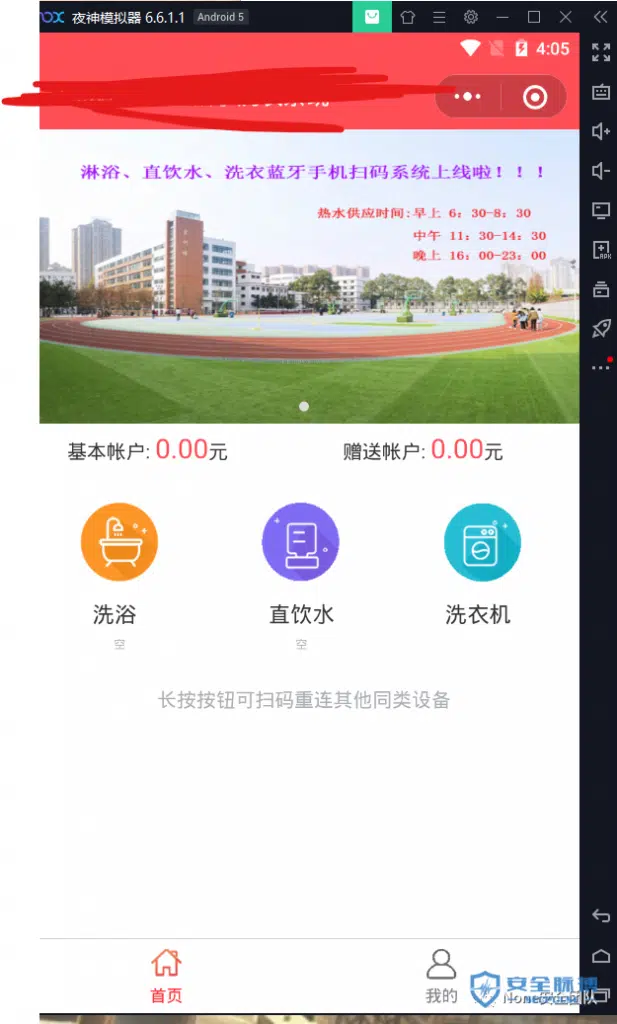 夜神模拟器 6.6.1.1 Android 5
4:05
淋浴、直饮水、洗衣蓝牙手机扫码系统上线啦！！！
热水供应时间:早上 6：30-8：30
中午 11：30-14：30
晚上 16：00-23：00
基本帐户: 0.00元 赠送帐户: 0.00元
洗浴 直饮水 洗衣机
空 空
长按按钮可扫码重连其他同类设备
首页 我的
安全脉搏